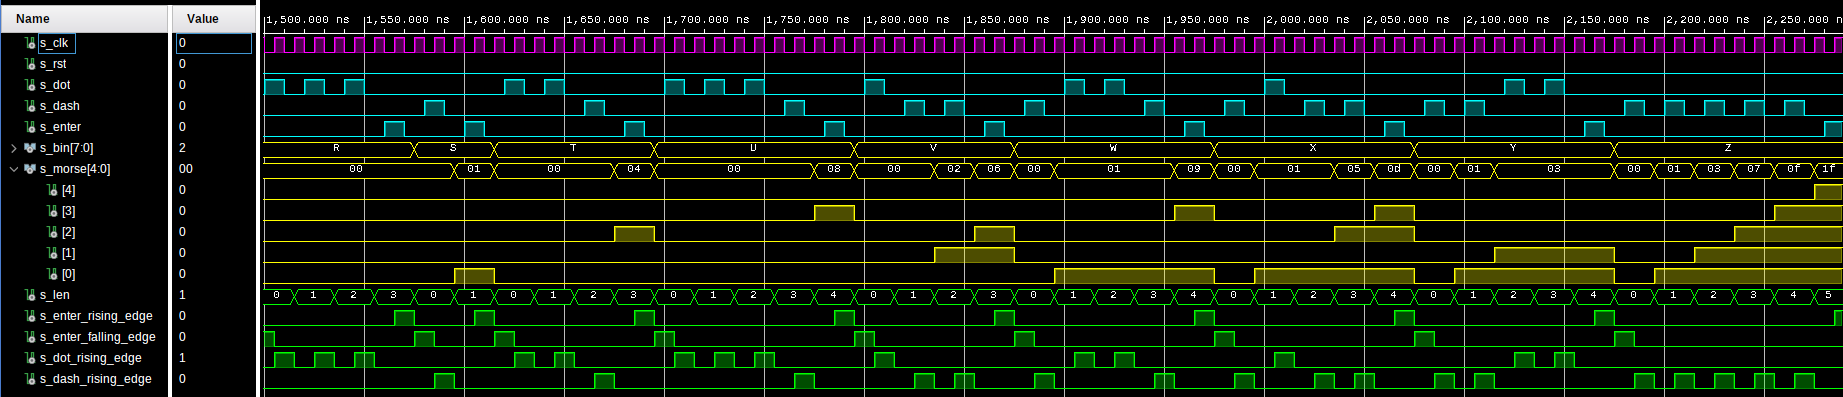 Name Value 1,500.000 ns 1,550.000 ns 1,600.000 ns 1,650.000 ns 1,700.000 ns 1,750.000 ns 1,800.000 ns 1,850.000 ns 1,900.000 ns 1,950.000 ns 2,000.000 ns 2,050.000 ns 2,100.000 ns 2,150.000 ns 2,200.000 ns 2,250.000 n
s_clk 0
s_rst 0
s_dot 0
s_dash 0
s_enter 0
s_bin[7:0] 2 R S T U V W X Y Z
s_morse[4:0] 00 00 01 00 04 00 08 00 02 06 00 01 09 00 01 05 0d 00 01 03 00 01 03 07 0f 1f
[4] 0
[3] 0
[2] 0
[1] 0
[0] 0
s_len 1 0 1 2 3 0 1 0 1 2 3 0 1 2 3 4 0 1 2 3 0 1 2 3 4 0 1 2 3 4 0 1 2 3 4 0 1 2 3 4 5
s_enter_rising_edge 0
s_enter_falling_edge 0
s_dot_rising_edge 1
s_dash_rising_edge 0